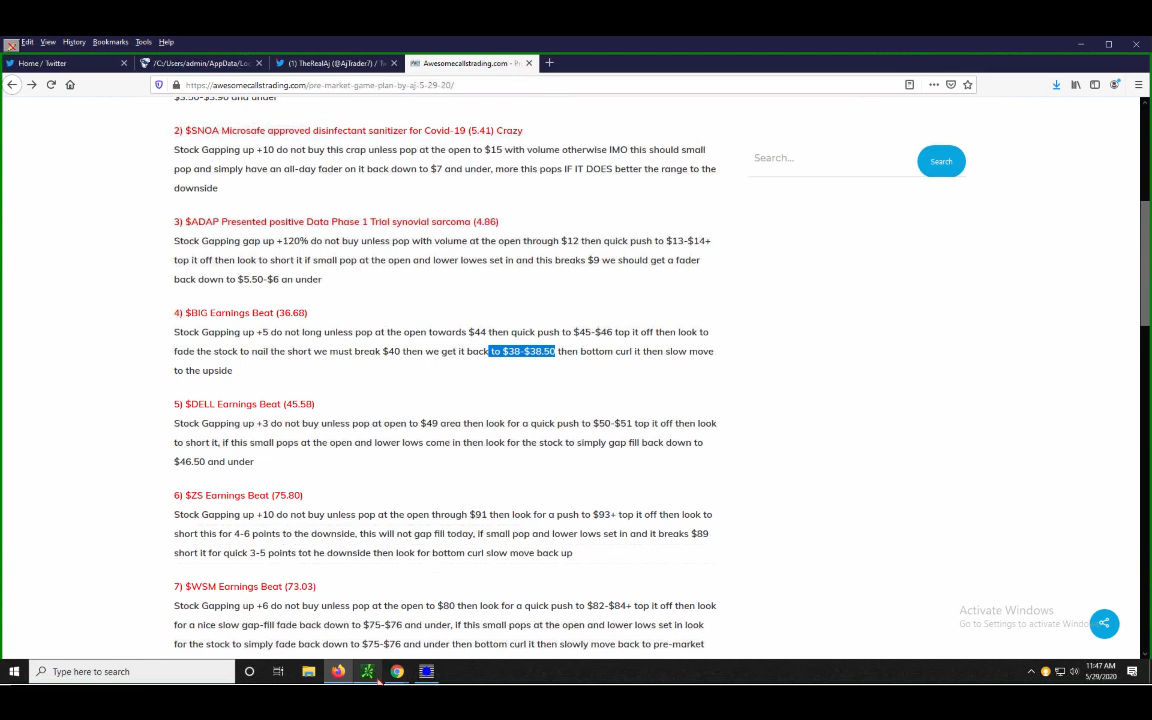 Edit View History Bookmarks Tools Help
Home / Twitter
/C:/Users/admin/AppData/Loc
(1) TheRealAj (@AjTrader7) / Tw
Awesomecallstrading.com - Pr
https://awesomecallstrading.com/pre-market-game-plan-by-aj-5-29-20/
$3.50-$3.90 and under
2) $SNOA Microsafe approved disinfectant sanitizer for Covid-19 (5.41) Crazy
Stock Gapping up +10 do not buy this crap unless pop at the open to $15 with volume otherwise IMO this should small
pop and simply have an all-day fader on it back down to $7 and under, more this pops IF IT DOES better the range to the
downside
Search...
Search
3) $ADAP Presented positive Data Phase 1 Trial synovial sarcoma (4.86)
Stock Gapping gap up +120% do not buy unless pop with volume at the open through $12 then quick push to $13-$14+
top it off then look to short it if small pop at the open and lower lowes set in and this breaks $9 we should get a fader
back down to $5.50-$6 an under
4) $BIG Earnings Beat (36.68)
Stock Gapping up +5 do not long unless pop at the open towards $44 then quick push to $45-$46 top it off then look to
fade the stock to nail the short we must break $40 then we get it back to $38-$38.50 then bottom curl it then slow move
to the upside
5) $DELL Earnings Beat (45.58)
Stock Gapping up +3 do not buy unless pop at open to $49 area then look for a quick push to $50-$51 top it off then look
to short it, if this small pops at the open and lower lows come in then look for the stock to simply gap fill back down to
$46.50 and under
6) $ZS Earnings Beat (75.80)
Stock Gapping up +10 do not buy unless pop at the open through $91 then look for a push to $93+ top it off then look to
short this for 4-6 points to the downside, this will not gap fill today, if small pop and lower lows set in and it breaks $89
short it for quick 3-5 points tot he downside then look for bottom curl slow move back up
7) $WSM Earnings Beat (73.03)
Stock Gapping up +6 do not buy unless pop at the open to $80 then look for a quick push to $82-$84+ top it off then look
for a nice slow gap-fill fade back down to $75-$76 and under, if this small pops at the open and lower lows set in look
for the stock to simply fade back down to $75-$76 and under then bottom curl it then slowly move back to pre-market
Activate Windows
Go to Settings to activate Windows.
Type here to search
11:47 AM
5/29/2020